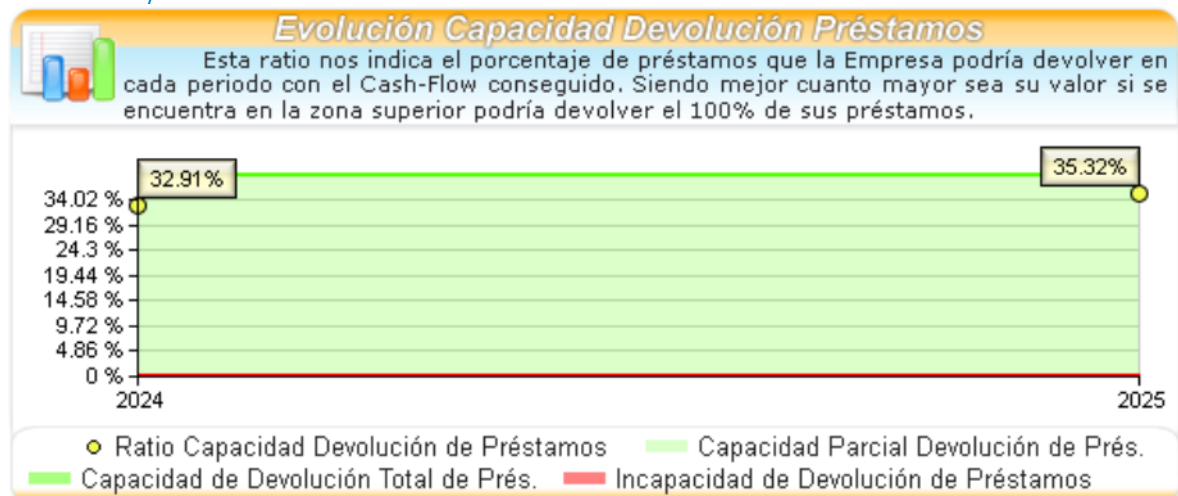 Evolución Capacidad Devolución Préstamos
Esta ratio nos indica el porcentaje de préstamos que la Empresa podría devolver en
cada periodo con el Cash-Flow conseguido. Siendo mejor cuanto mayor sea su valor si se
encuentra en la zona superior podría devolver el 100% de sus préstamos.
32.91%
35.32%
34.02 %
29.16 %
24.3 %
19.44 %
14.58 %
9.72 %
4.86 %
0 %
2024
2025
Ratio Capacidad Devolución de Préstamos
Capacidad Parcial Devolución de Prés.
Capacidad de Devolución Total de Prés.
Incapacidad de Devolución de Préstamos